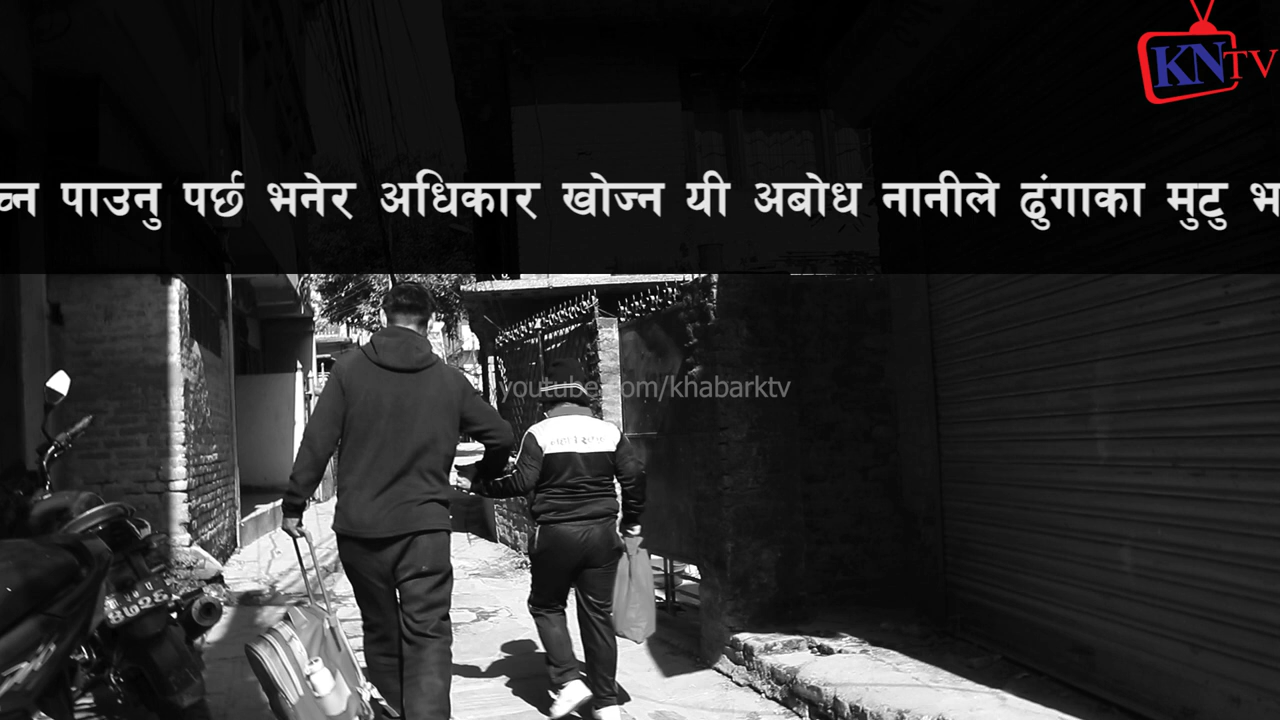 KNTV
पाउनु पर्छ भनेर अधिकार खोज्न यी अबोध नानीले ढुंगाका मुटु
youtube.com/khabarktv